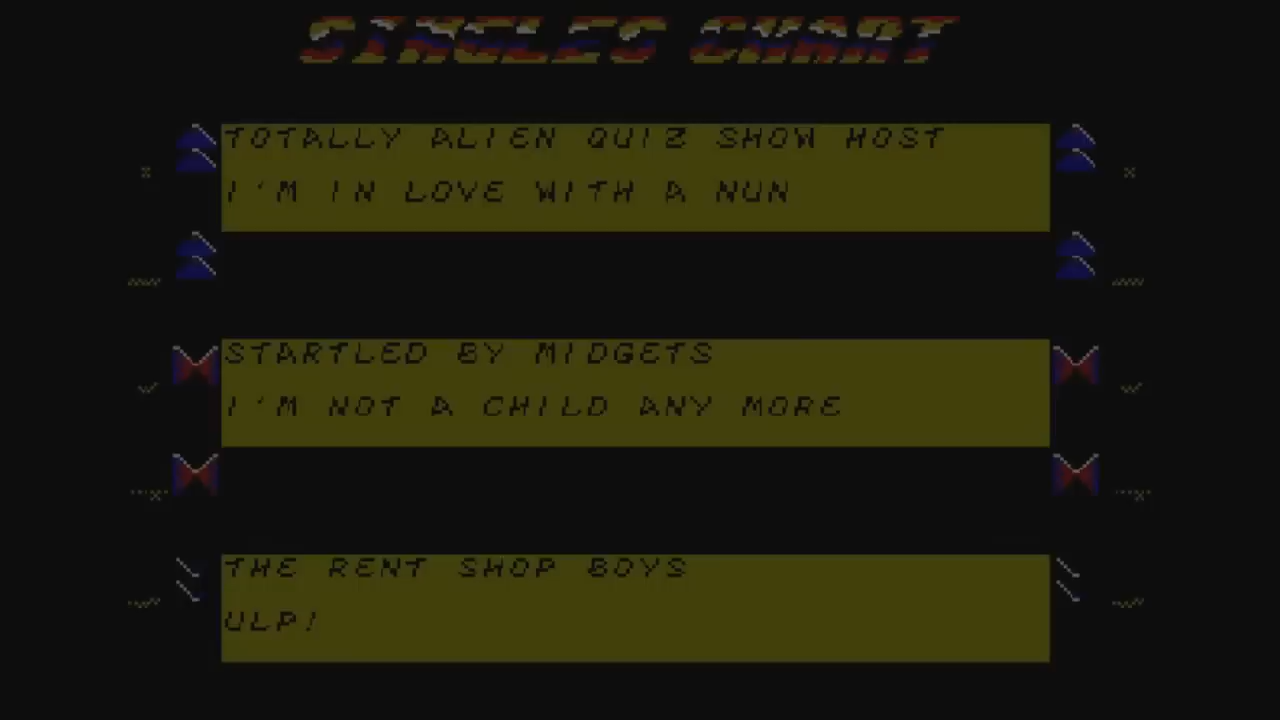 SINGLES CHART
TOTALLY ALIEN QUIZ SHOW HOST
I'M IN LOVE WITH A NUN
STARTLED BY MIDGETS
I'M NOT A CHILD ANY MORE
THE RENT SHOP BOYS
ULP!